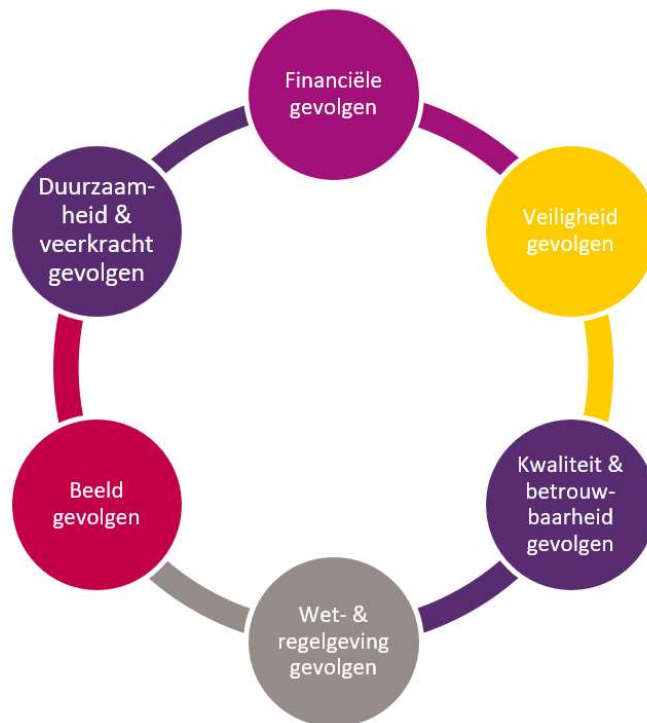 Financiële
gevolgen
Veiligheid
gevolgen
Kwaliteit &
betrouw-
baarheid
gevolgen
Wet- &
regelgeving
gevolgen
Beeld
gevolgen
Duurzaam-
heid &
veerkracht
gevolgen